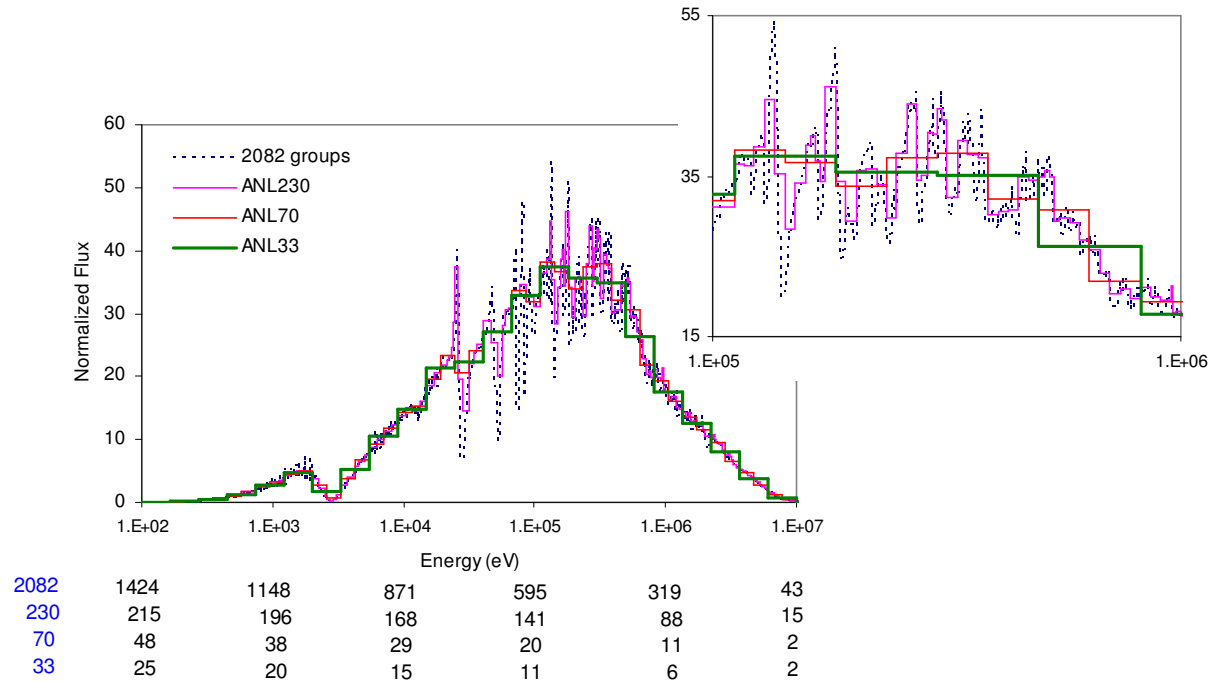 55
35
15
1.E+05
1.E+06
60
50
40
30
20
10
0
Normalized Flux
2082 groups
ANL230
ANL70
ANL33
1.E+02 1.E+03 1.E+04 1.E+05 1.E+06 1.E+07
Energy (eV)
2082 1424 1148 871 595 319 43
230 215 196 168 141 88 15
70 48 38 29 20 11 2
33 25 20 15 11 6 2